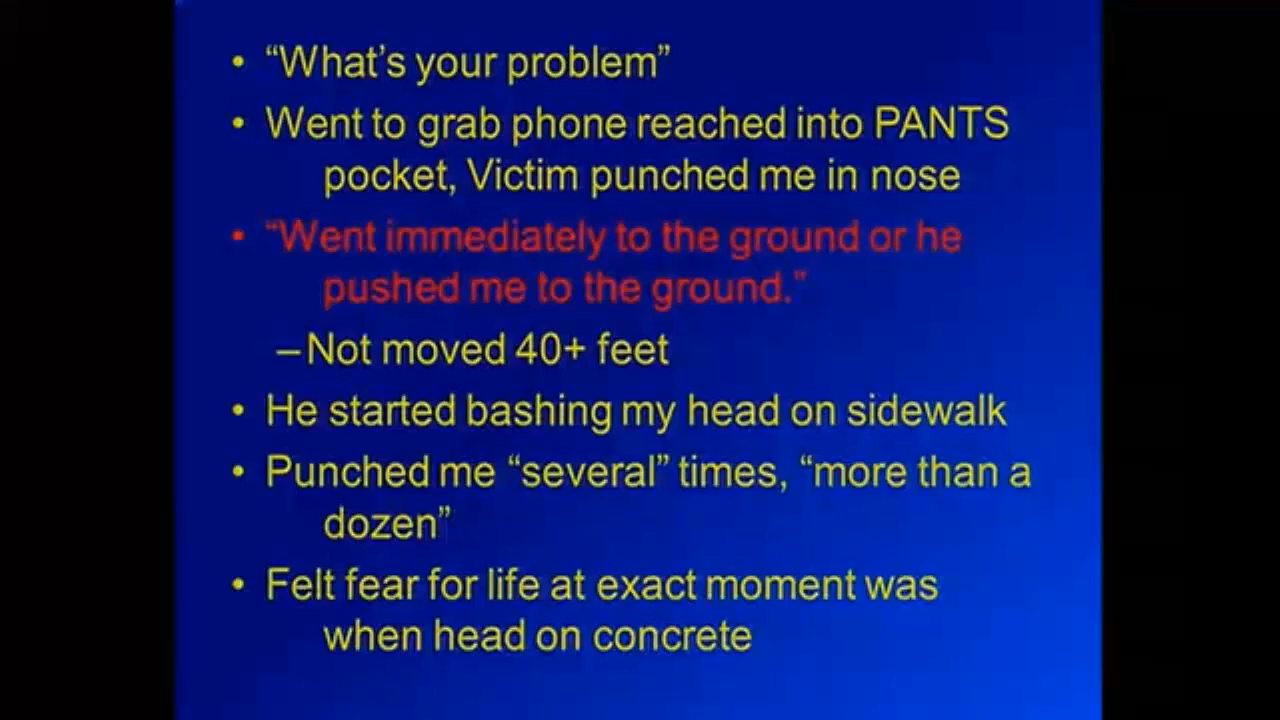 • “What’s your problem”
• Went to grab phone reached into PANTS
pocket, Victim punched me in nose
• “Went immediately to the ground or he
pushed me to the ground.”
– Not moved 40+ feet
• He started bashing my head on sidewalk
• Punched me “several” times, “more than a
dozen”
• Felt fear for life at exact moment was
when head on concrete